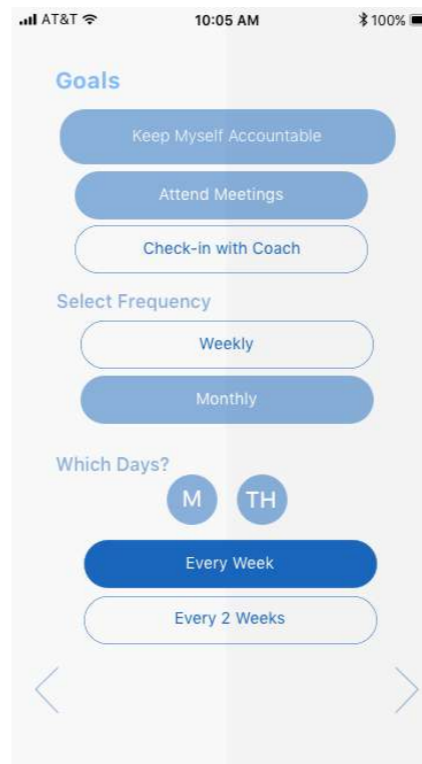 AT&T 10:05 AM 100%
Goals
Keep Myself Accountable
Attend Meetings
Check-in with Coach
Select Frequency
Weekly
Monthly
Which Days?
M TH
Every Week
Every 2 Weeks